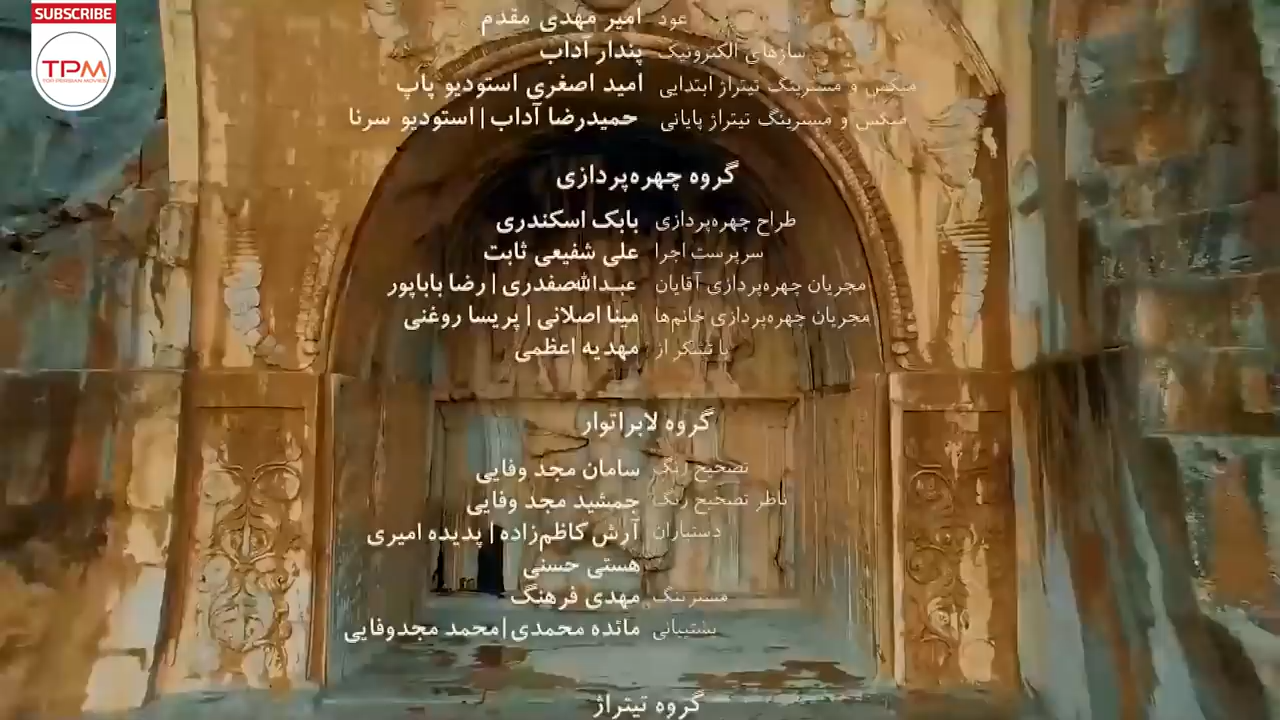 SUBSCRIBE
TPM
TOP PERSIAN MOVIES
عود امیر مهدی مقدم
سازهای الکترونیک پندار آداب
میکس و مسترینگ تیتراژ ابتدایی امید اصغری استودیو پاپ
میکس و مسترینگ تیتراژ پایانی حمیدرضا آداب | استودیو سرنا
گروه چهره‌پردازی
طراح چهره‌پردازی بابک اسکندری
سرپرست اجرا علی شفیعی ثابت
مجریان چهره‌پردازی آقایان عبدالله‌صفدری | رضا باباپور
مجریان چهره‌پردازی خانم‌ها مینا اصلانی | پریسا روغنی
با تشکر از مهدیه اعظمی
گروه لابراتوار
تصحیح رنگ سامان مجد وفایی
ناظر تصحیح رنگ جمشید مجد وفایی
دستیاران آرش کاظم‌زاده | پدیده امیری
هستی حسنی
مسترینگ مهدی فرهنگ
پشتیبانی مائده محمدی | محمد مجدوفایی
گروه تیتراژ